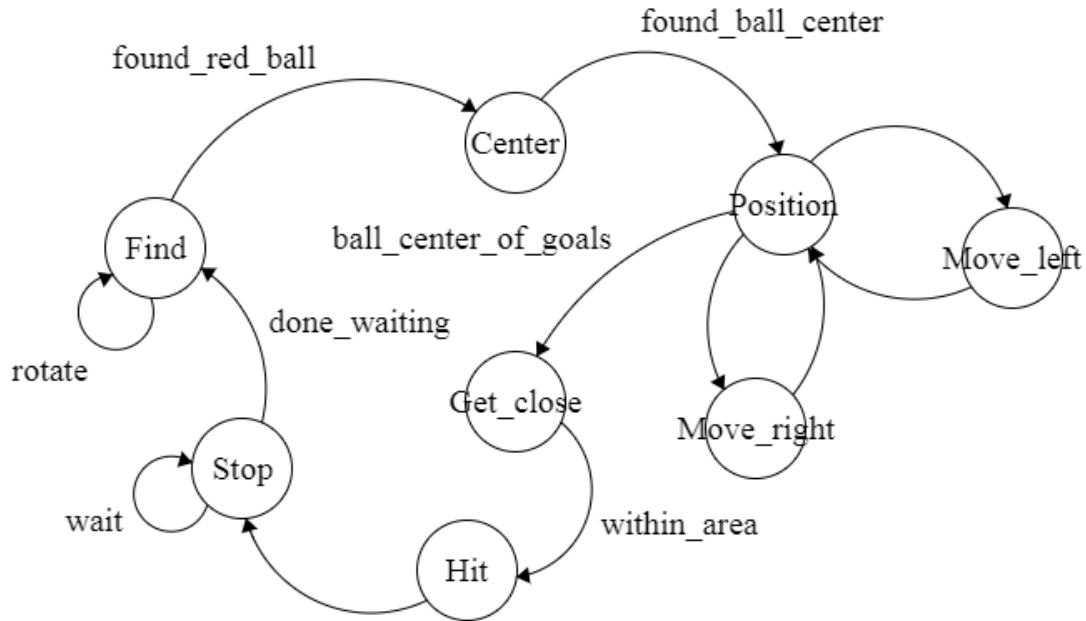 found_ball_center
found_red_ball
Center
Position
ball_center_of_goals
Find
Move_left
done_waiting
rotate
Get_close
Move_right
Stop
wait
within_area
Hit